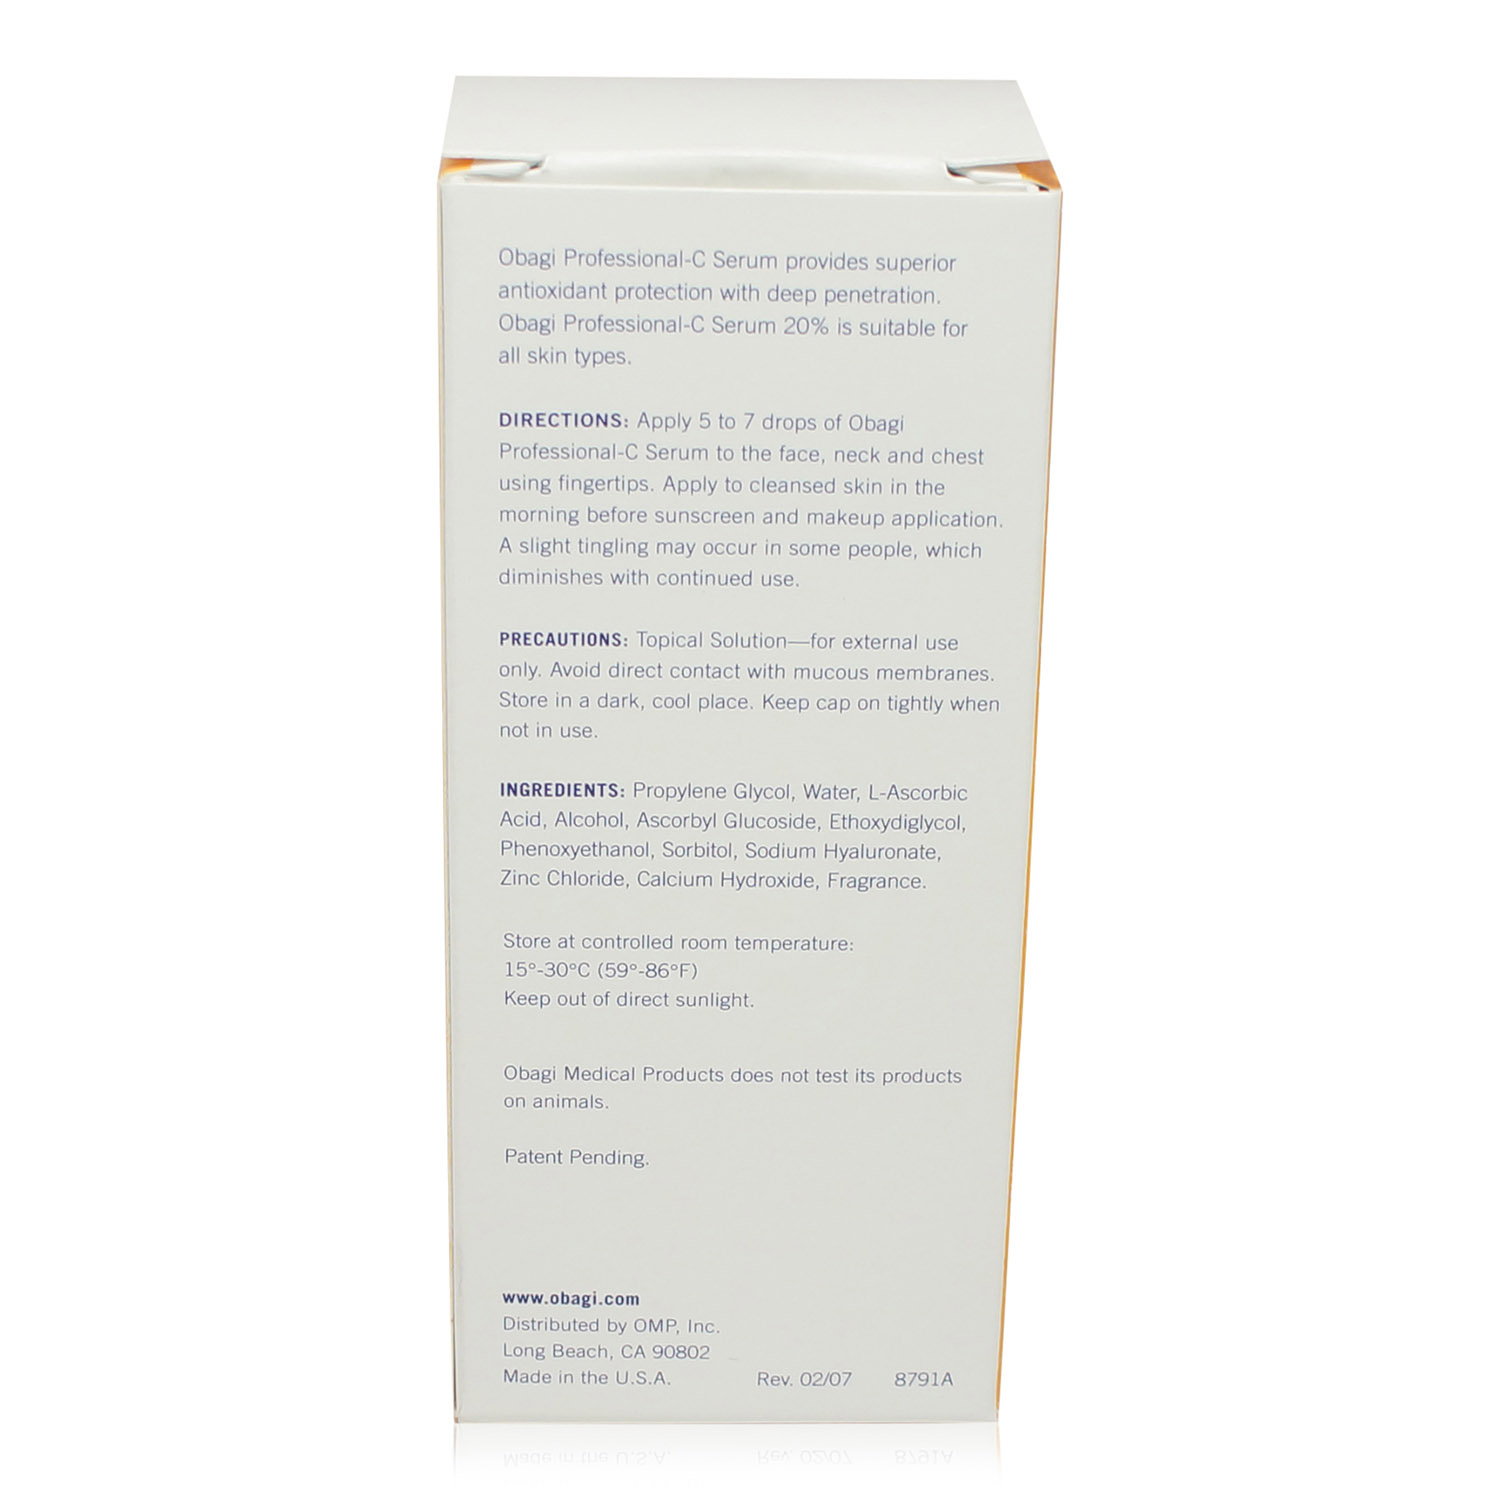 Obagi Professional-C Serum provides superior
antioxidant protection with deep penetration.
Obagi Professional-C Serum 20% is suitable for
all skin types.
DIRECTIONS: Apply 5 to 7 drops of Obagi
Professional-C Serum to the face, neck and chest
using fingertips. Apply to cleansed skin in the
morning before sunscreen and makeup application.
A slight tingling may occur in some people, which
diminishes with continued use.
PRECAUTIONS: Topical Solution—for external use
only. Avoid direct contact with mucous membranes.
Store in a dark, cool place. Keep cap on tightly when
not in use.
INGREDIENTS: Propylene Glycol, Water, L-Ascorbic
Acid, Alcohol, Ascorbyl Glucoside, Ethoxydiglycol,
Phenoxyethanol, Sorbitol, Sodium Hyaluronate,
Zinc Chloride, Calcium Hydroxide, Fragrance.
Store at controlled room temperature:
15°-30°C (59°-86°F)
Keep out of direct sunlight.
Obagi Medical Products does not test its products
on animals.
Patent Pending.
www.obagi.com
Distributed by OMP, Inc.
Long Beach, CA 90802
Made in the U.S.A. Rev. 02/07 8791A